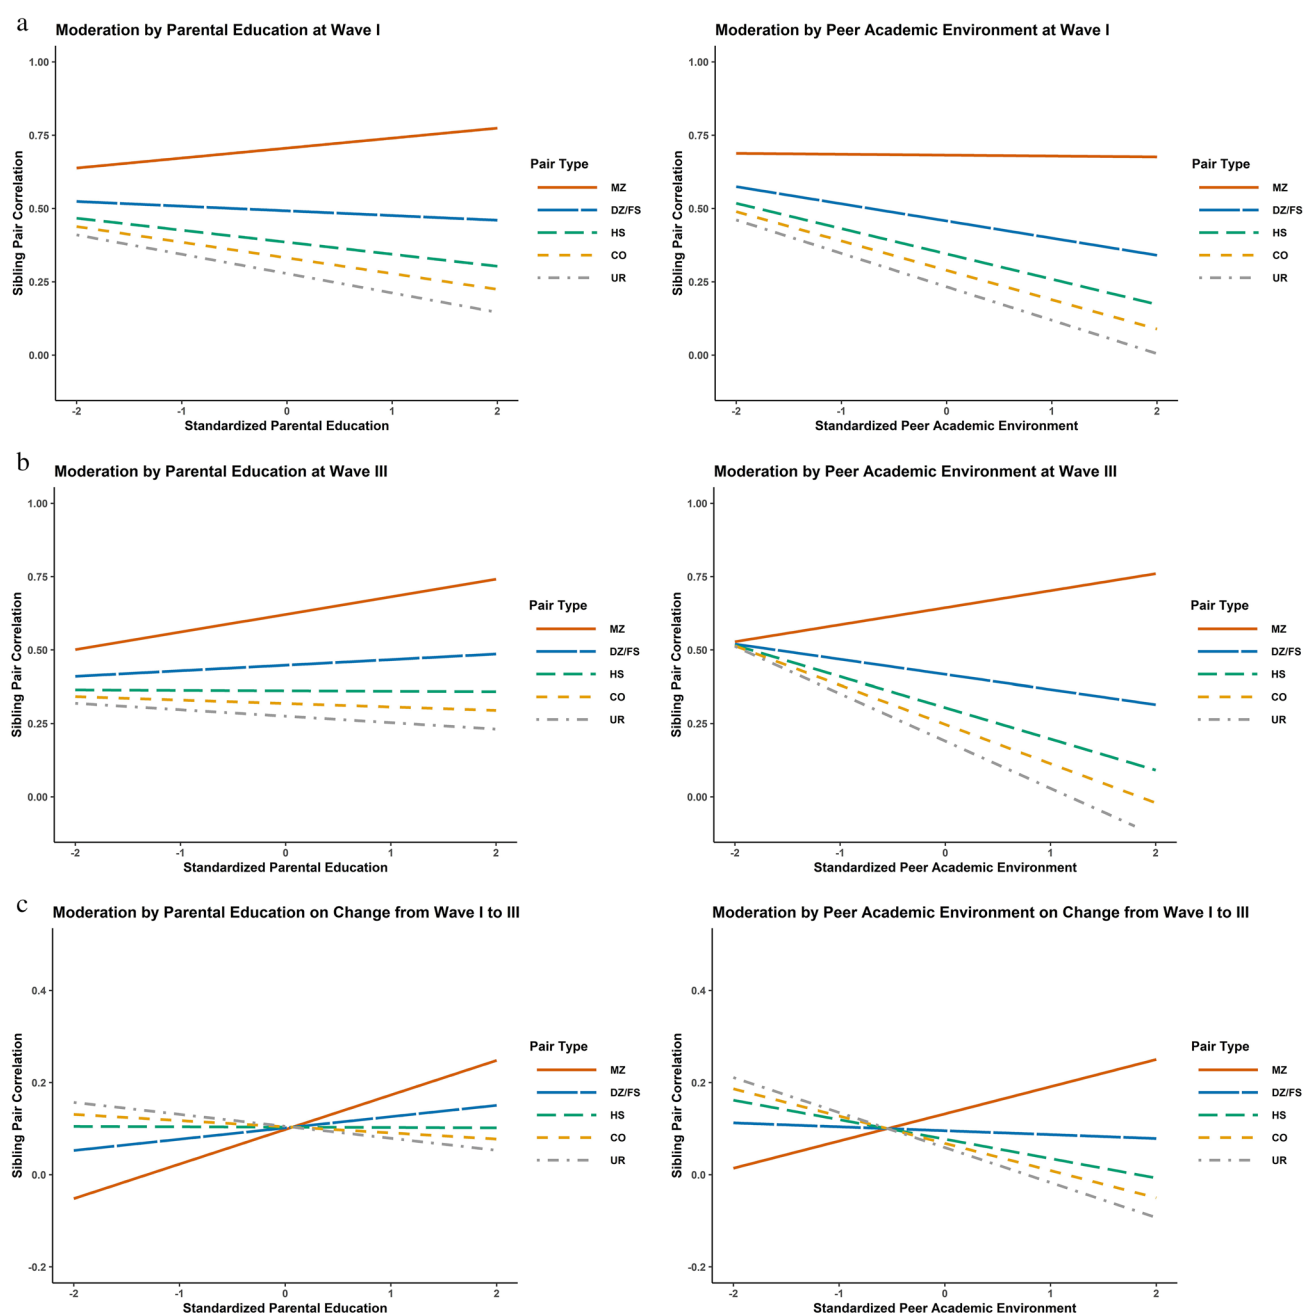 a
Moderation by Parental Education at Wave I
1.00
0.75
0.50
0.25
0.00
Sibling Pair Correlation
-2
-1
0
1
2
Standardized Parental Education
Pair Type
MZ
DZ/FS
HS
CO
UR
Moderation by Peer Academic Environment at Wave I
1.00
0.75
0.50
0.25
0.00
Sibling Pair Correlation
-2
-1
0
1
2
Standardized Peer Academic Environment
Pair Type
MZ
DZ/FS
HS
CO
UR
b
Moderation by Parental Education at Wave III
1.00
0.75
0.50
0.25
0.00
Sibling Pair Correlation
-2
-1
0
1
2
Standardized Parental Education
Pair Type
MZ
DZ/FS
HS
CO
UR
Moderation by Peer Academic Environment at Wave III
1.00
0.75
0.50
0.25
0.00
Sibling Pair Correlation
-2
-1
0
1
2
Standardized Peer Academic Environment
Pair Type
MZ
DZ/FS
HS
CO
UR
c
Moderation by Parental Education on Change from Wave I to III
0.4
0.2
0.0
-0.2
Sibling Pair Correlation
-2
-1
0
1
2
Standardized Parental Education
Pair Type
MZ
DZ/FS
HS
CO
UR
Moderation by Peer Academic Environment on Change from Wave I to III
0.4
0.2
0.0
-0.2
Sibling Pair Correlation
-2
-1
0
1
2
Standardized Peer Academic Environment
Pair Type
MZ
DZ/FS
HS
CO
UR